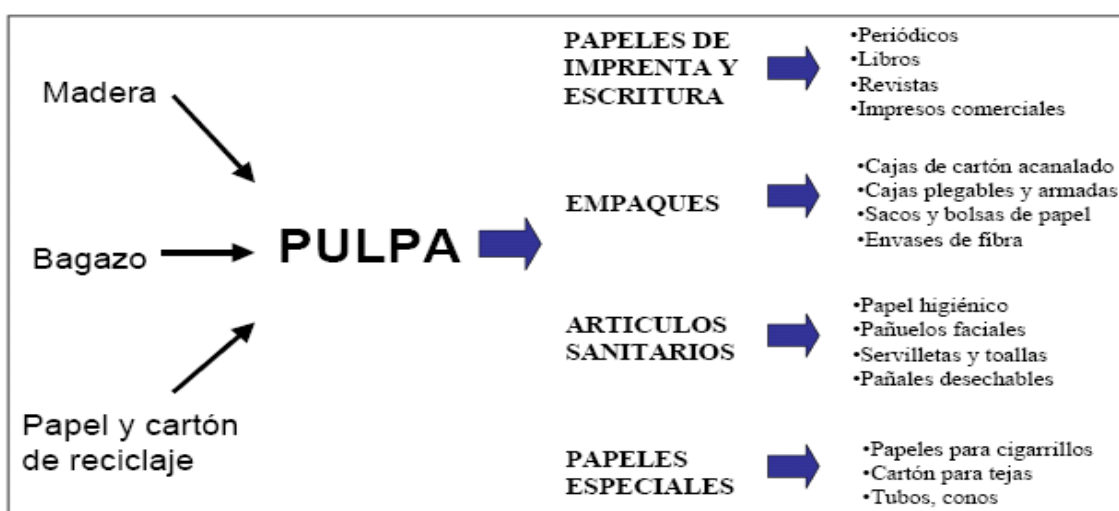 Madera
Bagazo
Papel y cartón
de reciclaje
PULPA
PAPELES DE
IMPRENTA Y
ESCRITURA
•Periódicos
•Libros
•Revistas
•Impresos comerciales
EMPAQUES
•Cajas de cartón acanalado
•Cajas plegables y armadas
•Sacos y bolsas de papel
•Envases de fibra
ARTICULOS
SANITARIOS
•Papel higiénico
•Pañuelos faciales
•Servilletas y toallas
•Pañales desechables
PAPELES
ESPECIALES
•Papeles para cigarrillos
•Cartón para tejas
•Tubos, conos